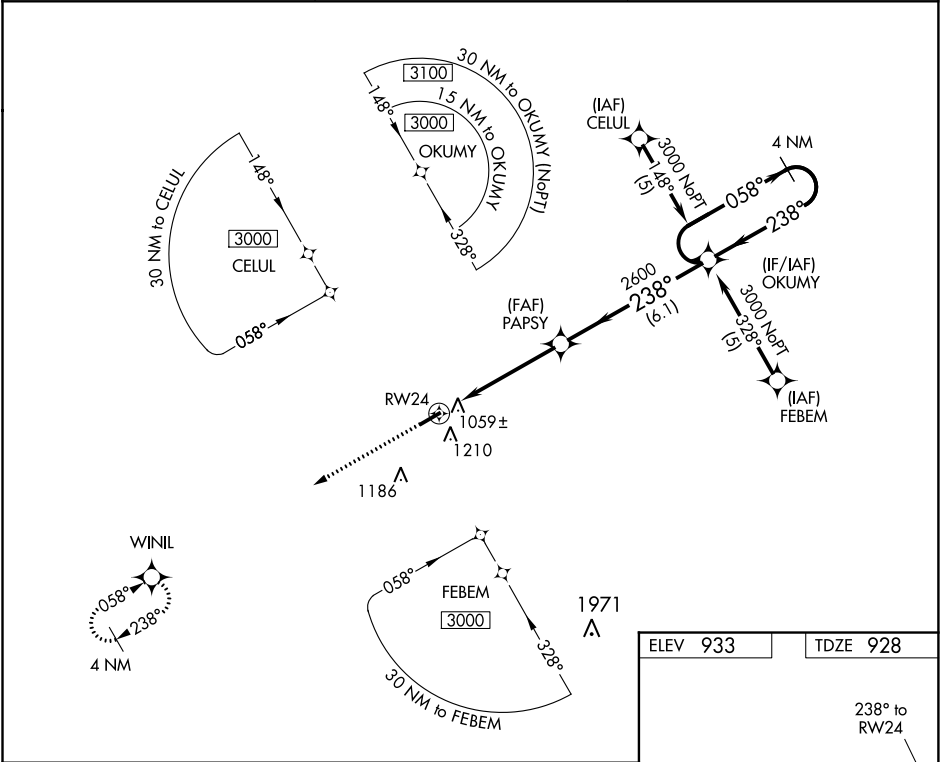 30 NM to OKUMY (NoPT)
3100
15 NM to OKUMY
3000
148°
OKUMY
328°
30 NM to CELUL
148°
3000
CELUL
058°
(IAF)
CELUL
3000 NoPT
148°
(5)
4 NM
058°
238°
(IF/IAF)
OKUMY
2600
238°
(6.1)
3000 NoPT
328°
(5)
(IAF)
FEBEM
(FAF)
PAPSY
RW24
1059±
1210
1186
WINIL
058°
238°
4 NM
058°
FEBEM
3000
328°
30 NM to FEBEM
1971
ELEV 933
TDZE 928
238° to
RW24